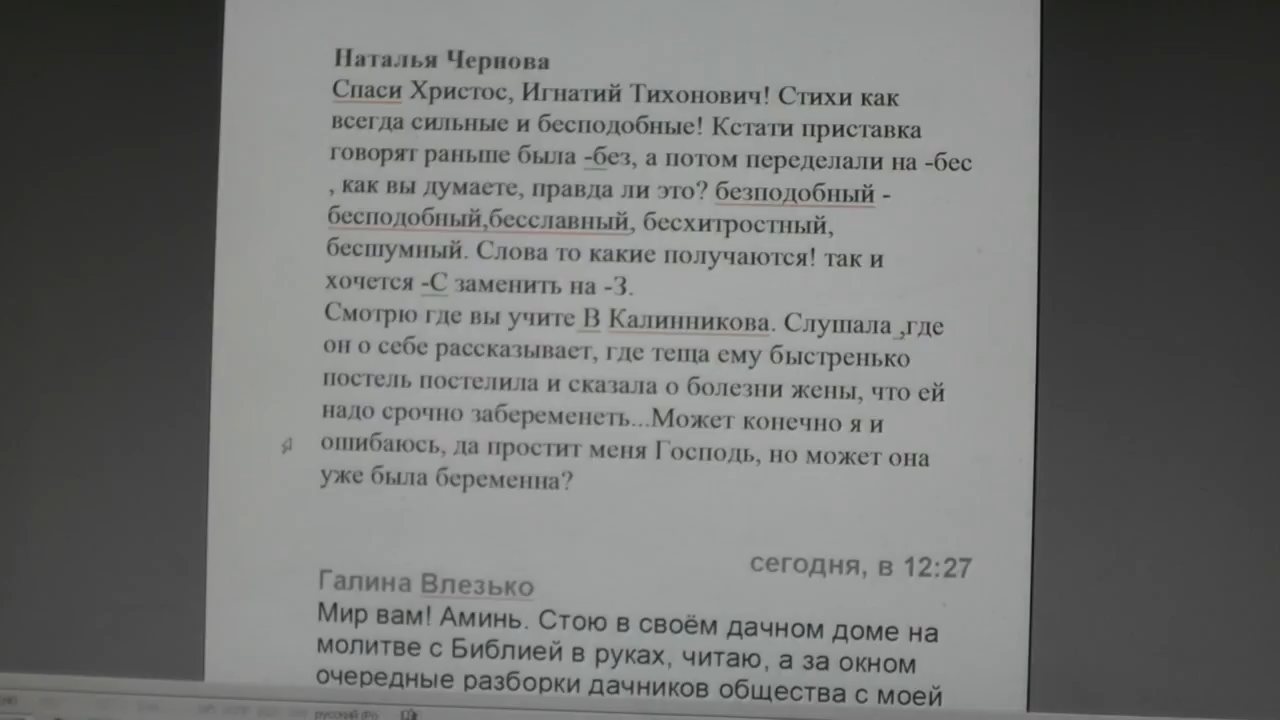 Наталья Чернова
Спаси Христос, Игнатий Тихонович! Стихи как
всегда сильные и бесподобные! Кстати приставка
говорят раньше была -без, а потом переделали на -бес
, как вы думаете, правда ли это? безподобный -
бесподобный,бесславный, бесхитростный,
бесшумный. Слова то какие получаются! так и
хочется -С заменить на -З.
Смотрю где вы учите В Калинникова. Слушала ,где
он о себе рассказывает, где теща ему быстренько
постель постелила и сказала о болезни жены, что ей
надо срочно забеременеть...Может конечно я и
ошибаюсь, да простит меня Господь, но может она
уже была беременна?
сегодня, в 12:27
Галина Влезько
Мир вам! Аминь. Стою в своём дачном доме на
молитве с Библией в руках, читаю, а за окном
очередные разборки дачников общества с моей